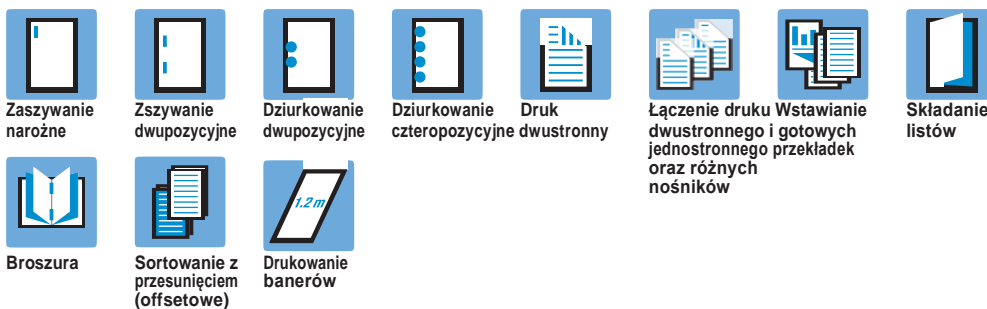 Zaszywanie
narożne
Zszywanie
dwupozycyjne
Dziurkowanie
dwupozycyjne
Dziurkowanie
czteropozycyjne
Druk
dwustronny
Łączenie druku
dwustronnego i
jednostronnego
oraz różnych
nośników
Wstawianie
gotowych
przekładek
Składanie
listów
Broszura
Sortowanie z
przesunięciem
(offsetowe)
1.2 m
Drukowanie
banerów